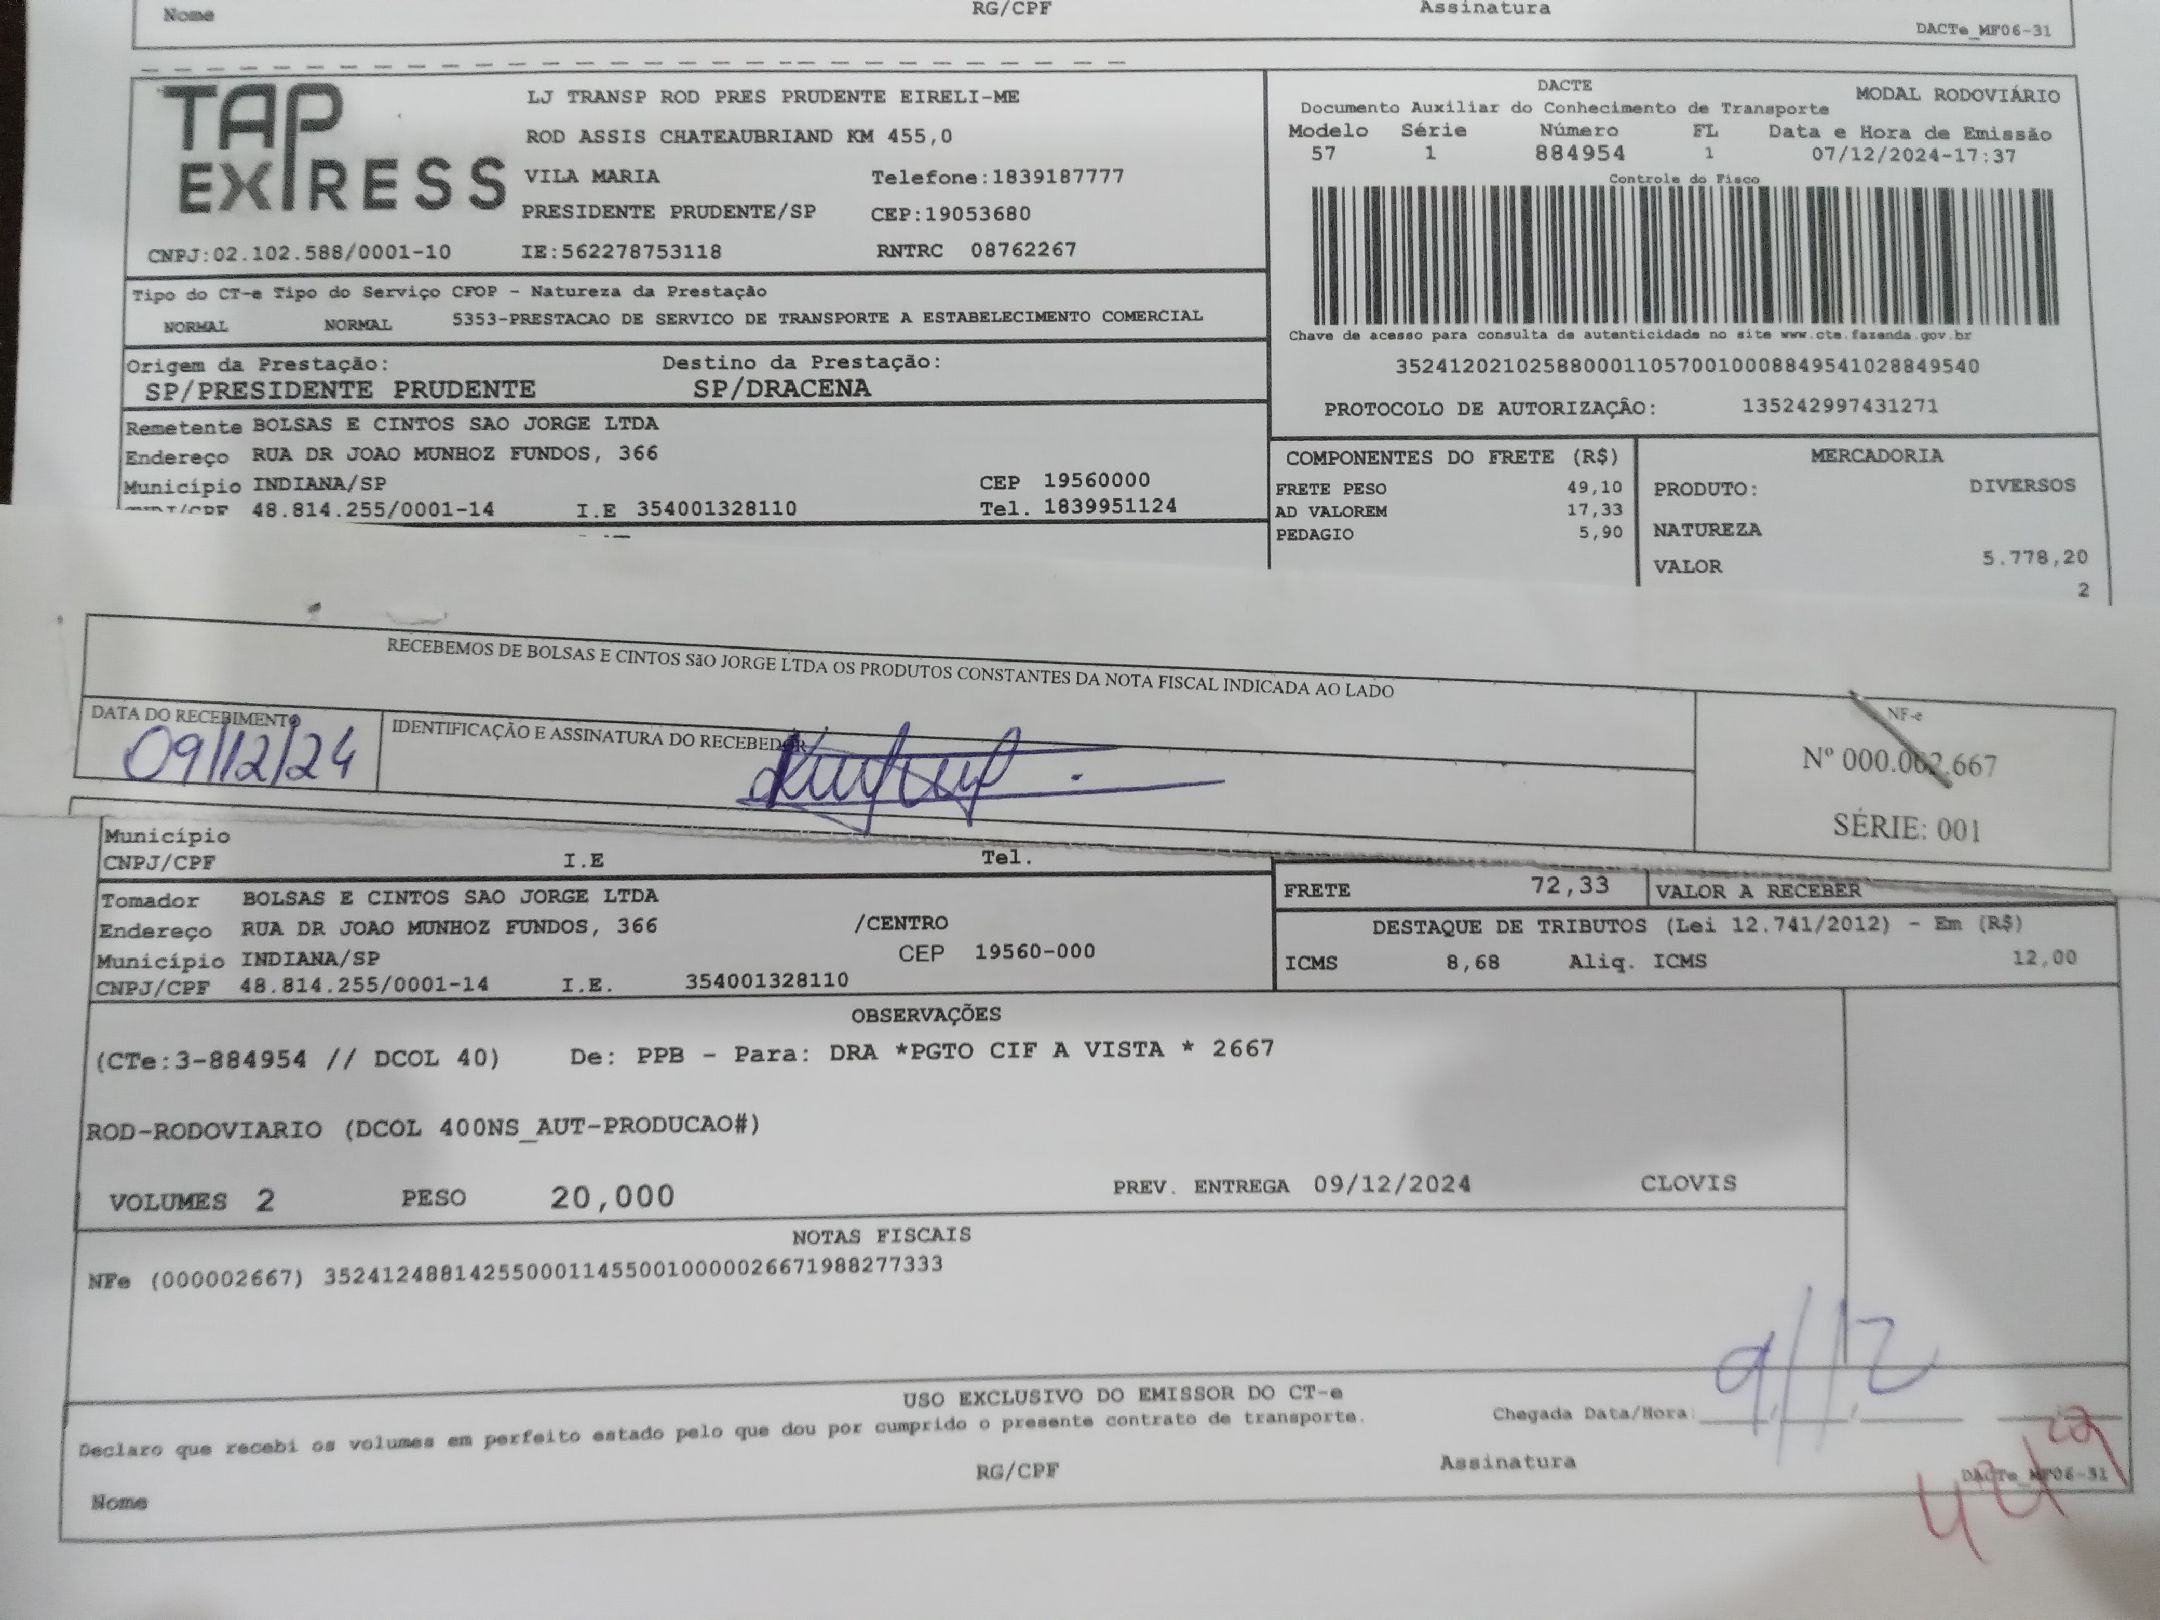 Nome RG/CPF Assinatura
DACTe_MF06-31
TAP EXPRESS
LJ TRANSP ROD PRES PRUDENTE EIRELI-ME
ROD ASSIS CHATEAUBRIAND KM 455,0
VILA MARIA Telefone:1839187777
PRESIDENTE PRUDENTE/SP CEP:19053680
CNPJ:02.102.588/0001-10 IE:562278753118 RNTRC 08762267
DACTE MODAL RODOVIÁRIO
Documento Auxiliar do Conhecimento de Transporte
Modelo Série Número FL Data e Hora de Emissão
57 1 884954 1 07/12/2024-17:37
Controle do Fisco
Chave de acesso para consulta de autenticidade no site www.cte.fazenda.gov.br
35241202102588000110570010008849541028849540
PROTOCOLO DE AUTORIZAÇÃO: 135242997431271
Tipo do CT-e Tipo do Serviço CFOP - Natureza da Prestação
NORMAL NORMAL 5353-PRESTACAO DE SERVICO DE TRANSPORTE A ESTABELECIMENTO COMERCIAL
Origem da Prestação: Destino da Prestação:
SP/PRESIDENTE PRUDENTE SP/DRACENA
Remetente BOLSAS E CINTOS SAO JORGE LTDA
Endereço RUA DR JOAO MUNHOZ FUNDOS, 366
Município INDIANA/SP CEP 19560000
48.814.255/0001-14 I.E 354001328110 Tel. 1839951124
COMPONENTES DO FRETE (R$)
FRETE PESO 49,10
AD VALOREM 17,33
PEDAGIO 5,90
MERCADORIA
PRODUTO: DIVERSOS
NATUREZA
VALOR 5.778,20
2
RECEBEMOS DE BOLSAS E CINTOS SãO JORGE LTDA OS PRODUTOS CONSTANTES DA NOTA FISCAL INDICADA AO LADO
DATA DO RECEBIMENTO
09/12/24
IDENTIFICAÇÃO E ASSINATURA DO RECEBEDOR
NF-e
Nº 000.002.667
SÉRIE: 001
Município
CNPJ/CPF I.E Tel.
Tomador BOLSAS E CINTOS SAO JORGE LTDA
Endereço RUA DR JOAO MUNHOZ FUNDOS, 366 /CENTRO
Município INDIANA/SP CEP 19560-000
CNPJ/CPF 48.814.255/0001-14 I.E. 354001328110
FRETE 72,33 VALOR A RECEBER
DESTAQUE DE TRIBUTOS (Lei 12.741/2012) - Em (R$)
ICMS 8,68 Aliq. ICMS 12,00
OBSERVAÇÕES
(CTe:3-884954 // DCOL 40) De: PPB - Para: DRA *PGTO CIF A VISTA * 2667
ROD-RODOVIARIO (DCOL 400NS_AUT-PRODUCAO#)
VOLUMES 2 PESO 20,000 PREV. ENTREGA 09/12/2024 CLOVIS
NOTAS FISCAIS
NFe (000002667) 35241248814255000114550010000026671988277333
9/12
USO EXCLUSIVO DO EMISSOR DO CT-e
Declaro que recebi os volumes em perfeito estado pelo que dou por cumprido o presente contrato de transporte. Chegada Data/Hora:
RG/CPF Assinatura
DACTe_MF06-31
Nome